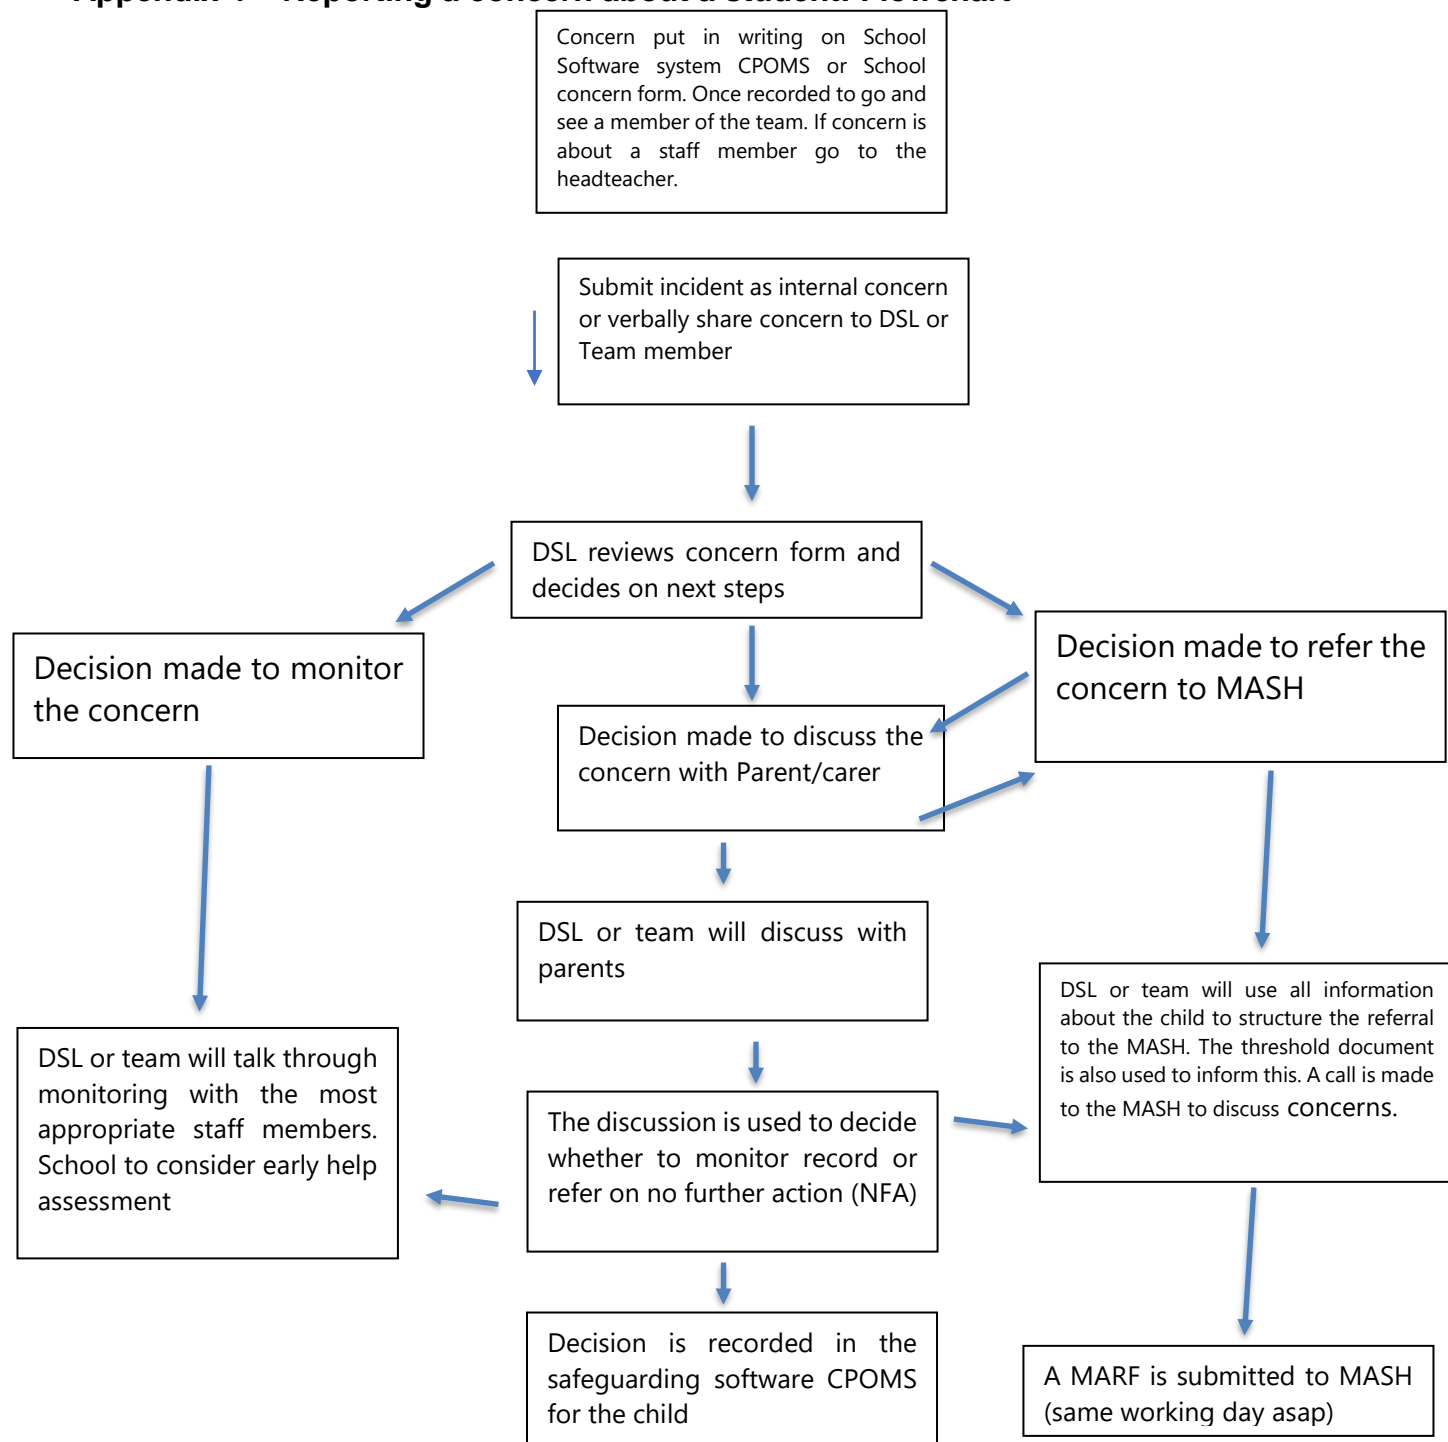 Appendix Reporting a concern about a Student: Flowchart
Concern put in writing on School
Software system CPOMS or School
concern form. Once recorded to go and
see a member of the team. If concern is
about a staff member go to the
headteacher.
Submit incident as internal concern
or verbally share concern to DSL or
Team member
DSL reviews concern form and
decides on next steps
Decision made to monitor
the concern
Decision made to refer the
concern to MASH
Decision made to discuss the
concern with Parent/carer
DSL or team will discuss with
parents
DSL or team will use all information
about the child to structure the referral
to the MASH. The threshold document
is also used to inform this. A call is made
to the MASH to discuss concerns.
DSL or team will talk through
monitoring with the most
appropriate staff members.
School to consider early help
assessment
The discussion is used to decide
whether to monitor record or
refer on no further action (NFA)
Decision is recorded in the
safeguarding software CPOMS
for the child
A MARF is submitted to MASH
(same working day asap)